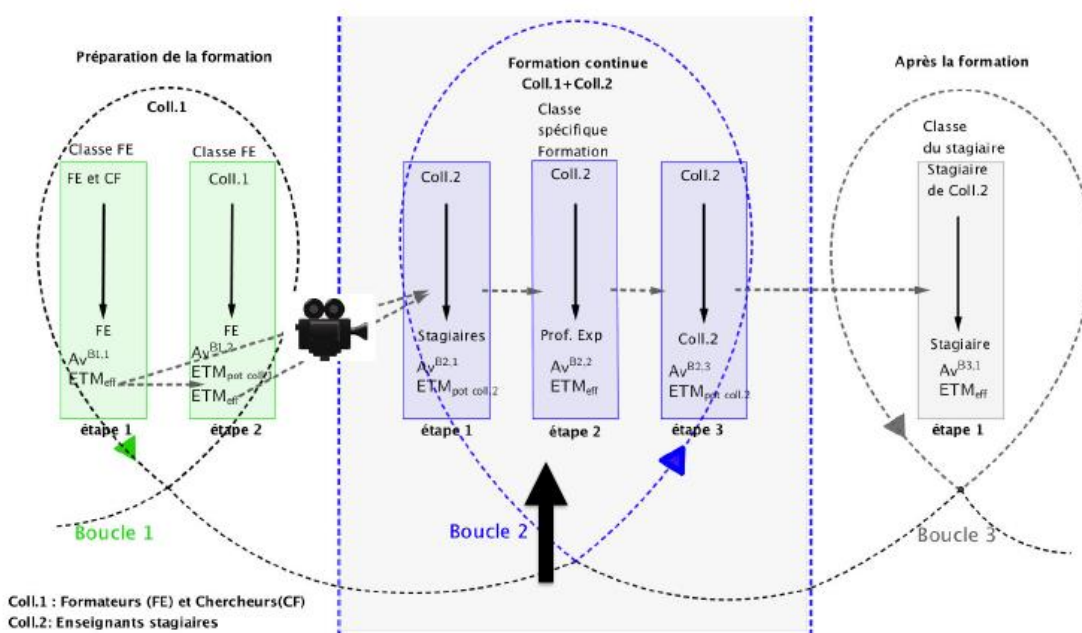 Préparation de la formation
Coll.1
Classe FE
FE et CF
FE
Av^B1,1
ETM_eff
étape 1
Classe FE
Coll.1
FE
Av^B1,2
ETM_pot coll.1
ETM_eff
étape 2
Boucle 1
Formation continue
Coll.1+Coll.2
Coll.2
Stagiaires
Av^B2,1
ETM_pot coll.2
étape 1
Classe
spécifique
Formation
Coll.2
Prof. Exp
Av^B2,2
ETM_eff
étape 2
Coll.2
Coll.2
Av^B2,3
ETM_pot coll.2
étape 3
Boucle 2
Après la formation
Classe
du stagiaire
Stagiaire
de Coll.2
Stagiaire
Av^B3,1
ETM_eff
étape 1
Boucle 3
Coll.1 : Formateurs (FE) et Chercheurs(CF)
Coll.2: Enseignants stagiaires